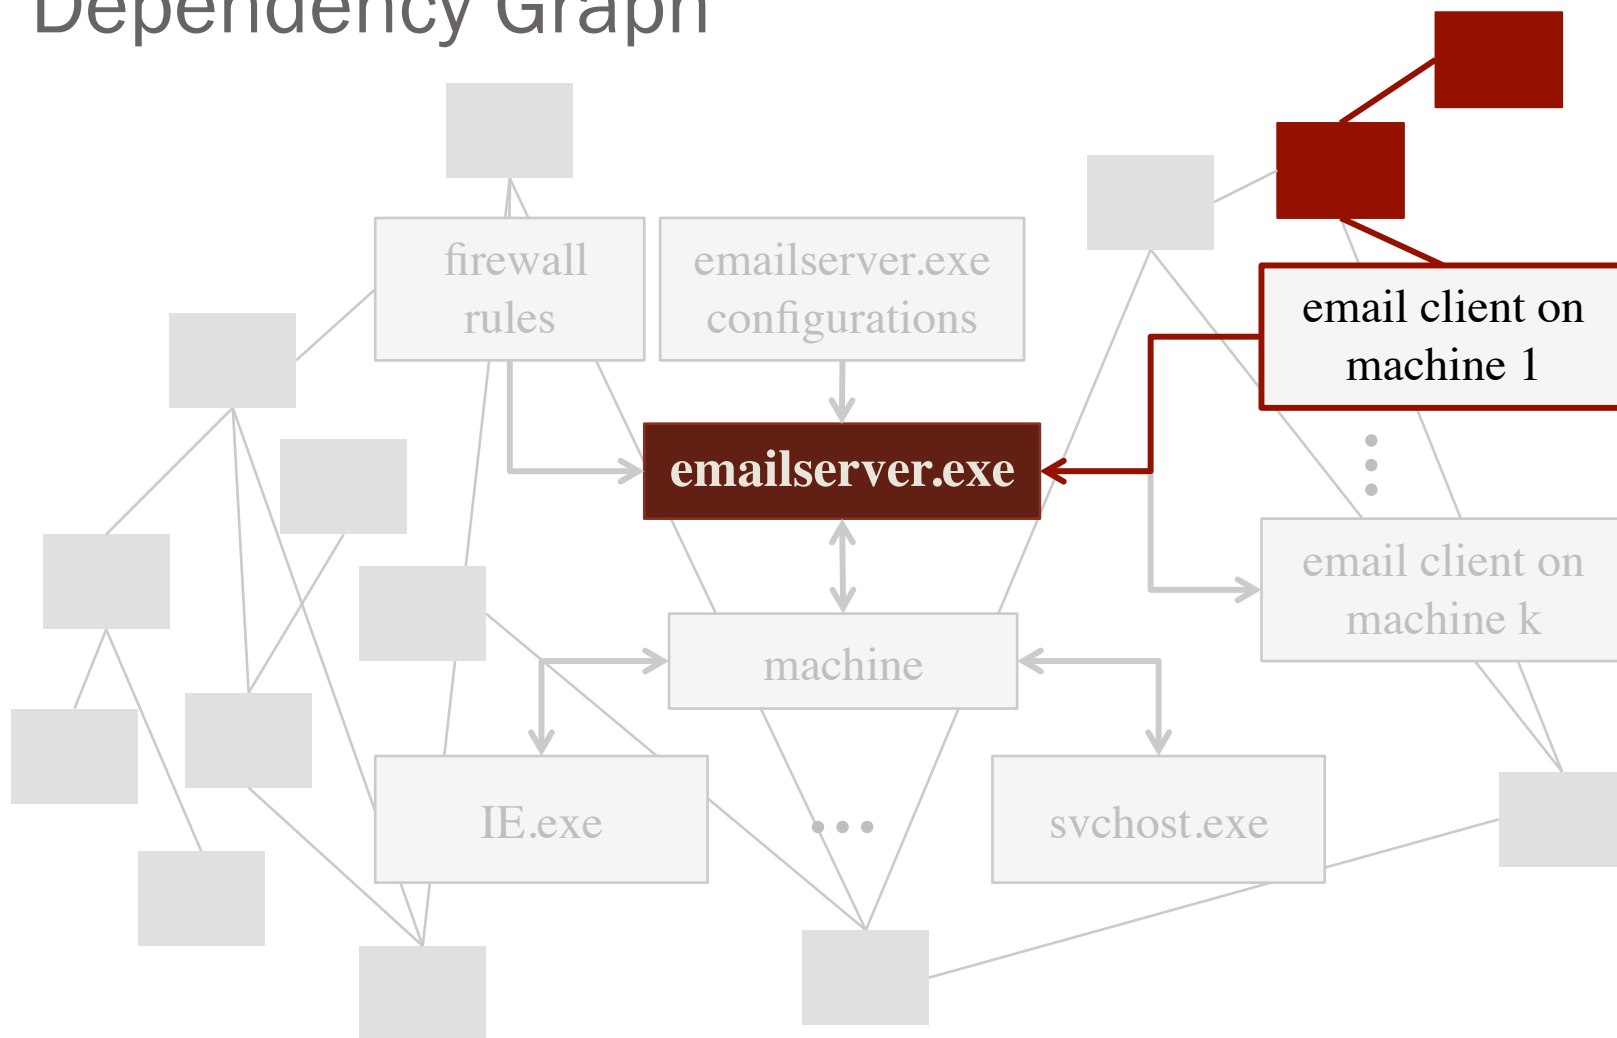 Dependency Graph
firewall
rules
emailserver.exe
configurations
email client on
machine 1
emailserver.exe
email client on
machine k
machine
IE.exe
svchost.exe